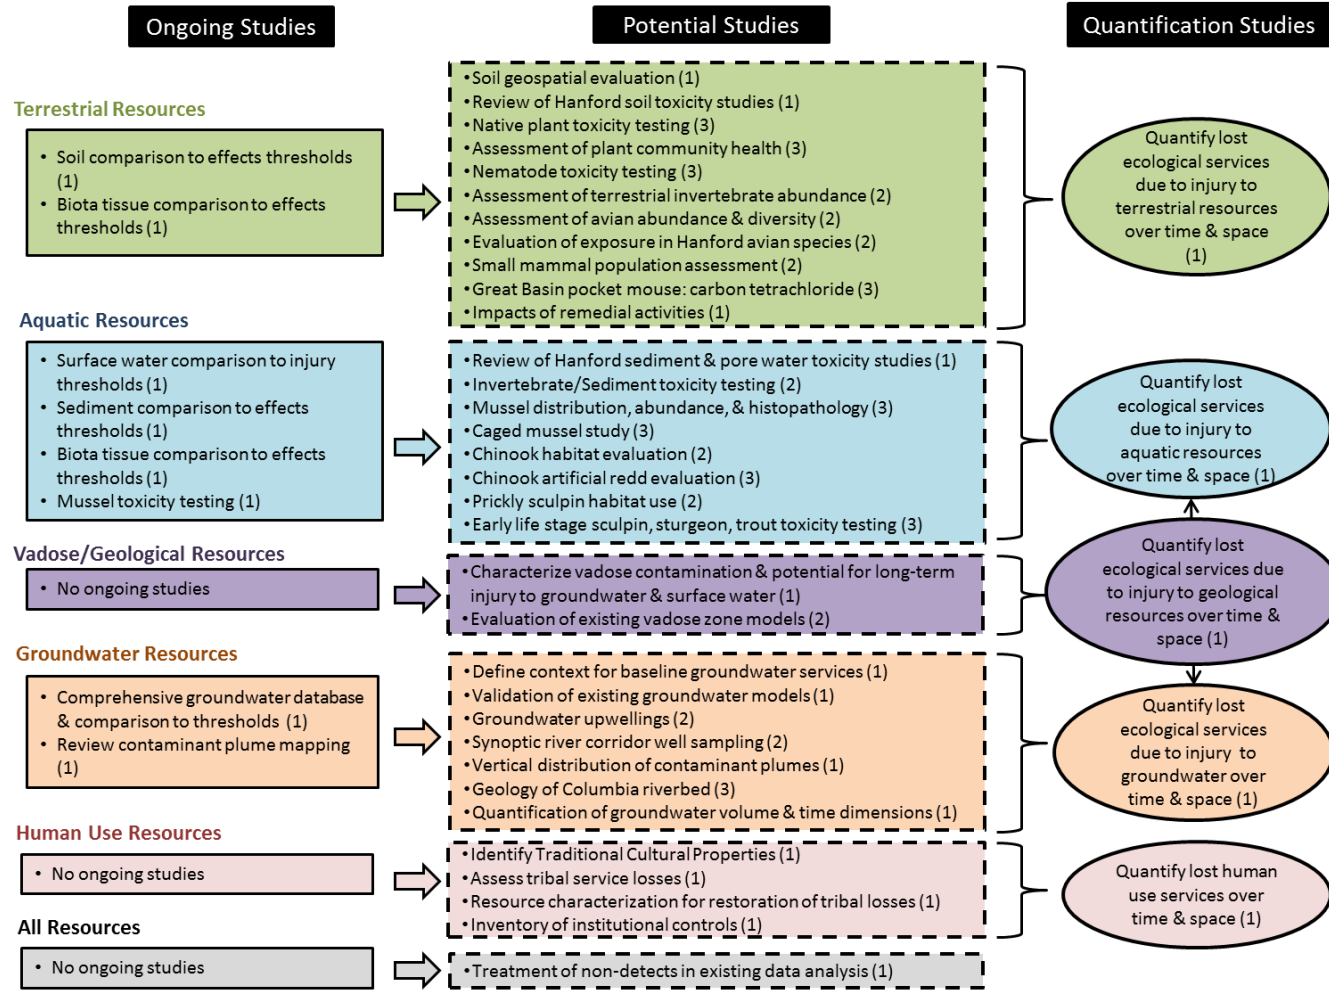 Ongoing Studies
Potential Studies
Quantification Studies
Terrestrial Resources
• Soil comparison to effects thresholds
(1)
• Biota tissue comparison to effects
thresholds (1)
•Soil geospatial evaluation (1)
•Review of Hanford soil toxicity studies (1)
•Native plant toxicity testing (3)
•Assessment of plant community health (3)
•Nematode toxicity testing (3)
•Assessment of terrestrial invertebrate abundance (2)
•Assessment of avian abundance & diversity (2)
•Evaluation of exposure in Hanford avian species (2)
•Small mammal population assessment (2)
•Great Basin pocket mouse: carbon tetrachloride (3)
•Impacts of remedial activities (1)
Quantify lost
ecological services
due to injury to
terrestrial resources
over time & space
(1)
Aquatic Resources
• Surface water comparison to injury
thresholds (1)
• Sediment comparison to effects
thresholds (1)
• Biota tissue comparison to effects
thresholds (1)
• Mussel toxicity testing (1)
•Review of Hanford sediment & pore water toxicity studies (1)
•Invertebrate/Sediment toxicity testing (2)
•Mussel distribution, abundance, & histopathology (3)
•Caged mussel study (3)
•Chinook habitat evaluation (2)
•Chinook artificial redd evaluation (3)
•Prickly sculpin habitat use (2)
•Early life stage sculpin, sturgeon, trout toxicity testing (3)
Quantify lost
ecological services
due to injury to
aquatic resources
over time & space (1)
Vadose/Geological Resources
• No ongoing studies
•Characterize vadose contamination & potential for long-term
injury to groundwater & surface water (1)
•Evaluation of existing vadose zone models (2)
Quantify lost
ecological services due
to injury to geological
resources over time &
space (1)
Groundwater Resources
• Comprehensive groundwater database
& comparison to thresholds (1)
• Review contaminant plume mapping
(1)
•Define context for baseline groundwater services (1)
•Validation of existing groundwater models (1)
•Groundwater upwellings (2)
•Synoptic river corridor well sampling (2)
•Vertical distribution of contaminant plumes (1)
•Geology of Columbia riverbed (3)
•Quantification of groundwater volume & time dimensions (1)
Quantify lost
ecological services
due to injury to
groundwater over
time & space (1)
Human Use Resources
• No ongoing studies
•Identify Traditional Cultural Properties (1)
•Assess tribal service losses (1)
•Resource characterization for restoration of tribal losses (1)
•Inventory of institutional controls (1)
Quantify lost human
use services over
time & space (1)
All Resources
• No ongoing studies
•Treatment of non-detects in existing data analysis (1)